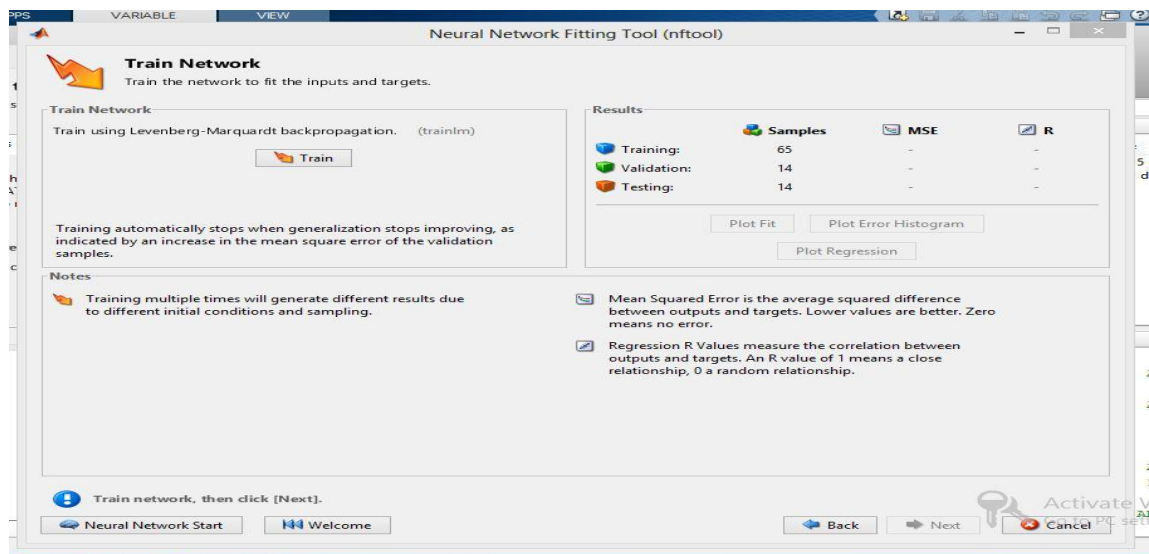 PPS VARIABLE VIEW
Neural Network Fitting Tool (nftool)
Train Network
Train the network to fit the inputs and targets.
Train Network
Train using Levenberg-Marquardt backpropagation. (trainlm)
Train
Training automatically stops when generalization stops improving, as
indicated by an increase in the mean square error of the validation
samples.
Results
Samples MSE R
Training: 65 - -
Validation: 14 - -
Testing: 14 - -
Plot Fit Plot Error Histogram
Plot Regression
Notes
Training multiple times will generate different results due
to different initial conditions and sampling.
Mean Squared Error is the average squared difference
between outputs and targets. Lower values are better. Zero
means no error.
Regression R Values measure the correlation between
outputs and targets. An R value of 1 means a close
relationship, 0 a random relationship.
Train network, then click [Next].
Neural Network Start Welcome Back Next Cancel
Activate
Go to PC